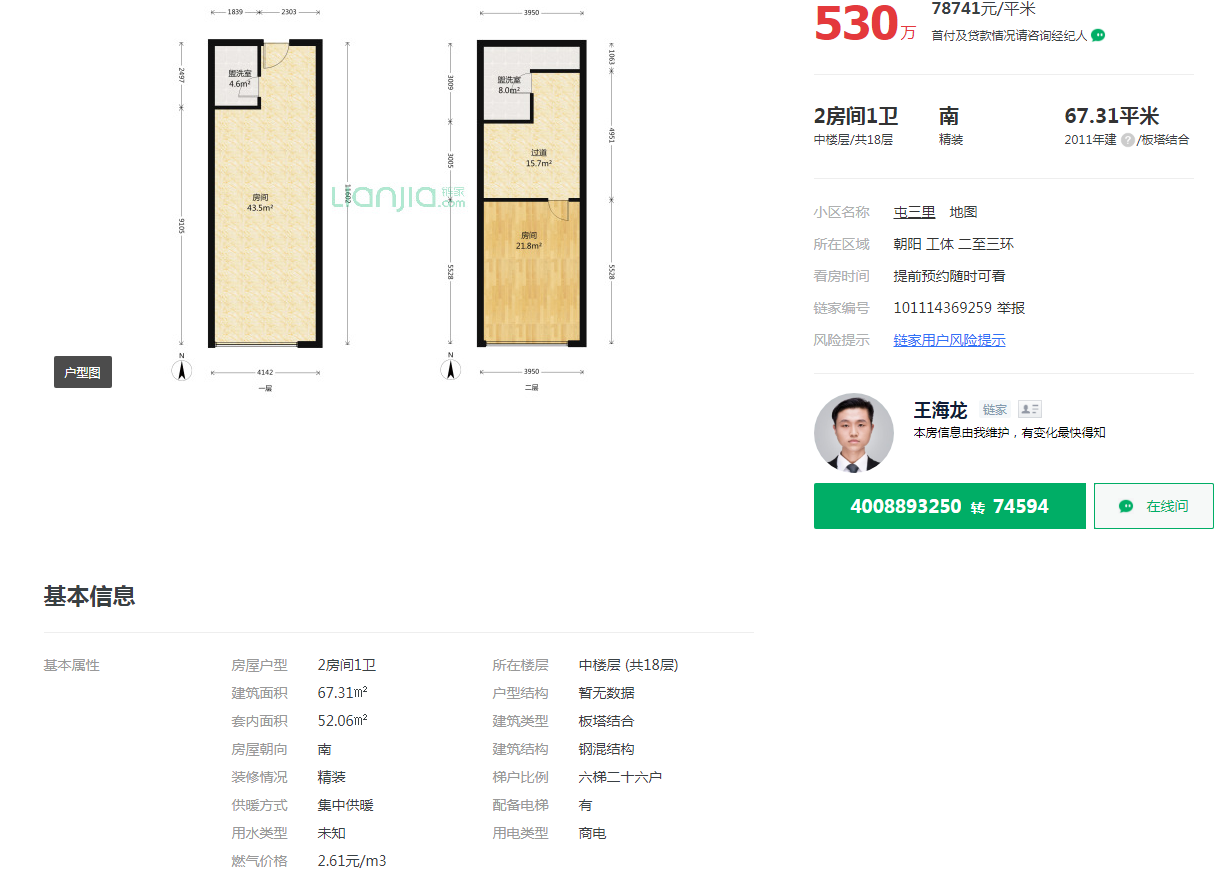 1839 2303
3950
2497
9105
11602
盥洗室
4.6m²
房间
43.5m²
3009
3005
5528
1063
4951
5528
盥洗室
8.0m²
过道
15.7m²
房间
21.8m²
Lianjia.com
链家
N
4142
一层
N
3950
二层
户型图
530万
78741元/平米
首付及贷款情况请咨询经纪人
2房间1卫
中楼层/共18层
南
精装
67.31平米
2011年建 ? /板塔结合
小区名称 屯三里 地图
所在区域 朝阳 工体 二至三环
看房时间 提前预约随时可看
链家编号 101114369259 举报
风险提示 链家用户风险提示
王海龙 链家
本房信息由我维护，有变化最快得知
4008893250 转 74594
在线问
基本信息
基本属性
房屋户型 2房间1卫 所在楼层 中楼层 (共18层)
建筑面积 67.31㎡ 户型结构 暂无数据
套内面积 52.06㎡ 建筑类型 板塔结合
房屋朝向 南 建筑结构 钢混结构
装修情况 精装 梯户比例 六梯二十六户
供暖方式 集中供暖 配备电梯 有
用水类型 未知 用电类型 商电
燃气价格 2.61元/m3